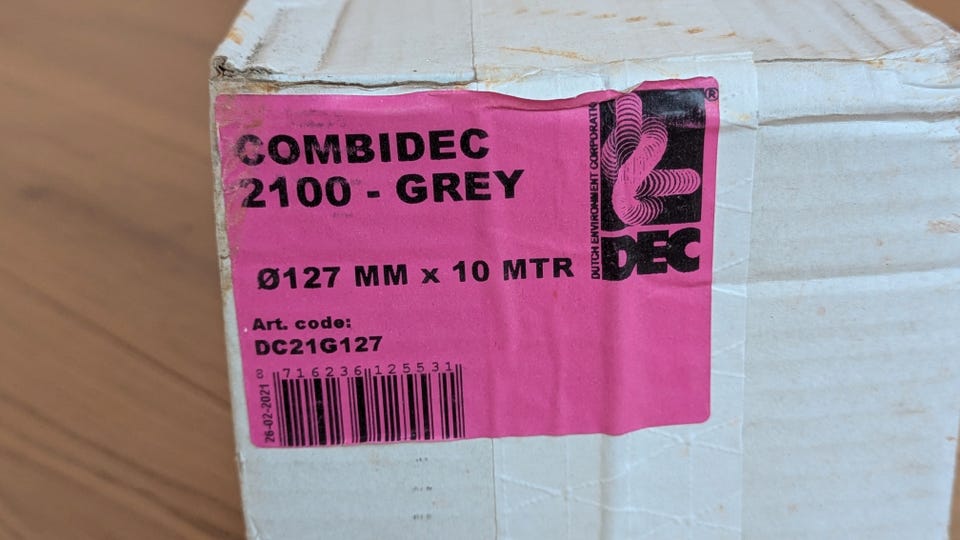 COMBIDEC
2100 - GREY
Ø127 MM x 10 MTR
Art. code:
DC21G127
8 716236 125531
26-02-2021
DUTCH ENVIRONMENT CORPORATION
DEC
®